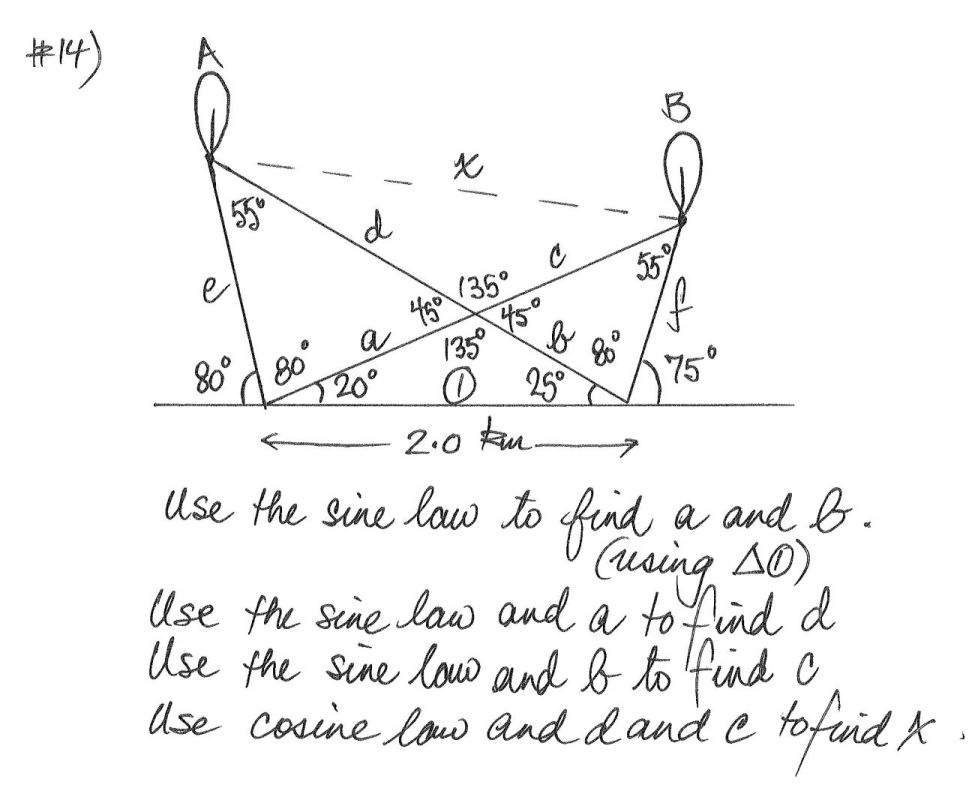 #14)
A
B
x
55°
d
c
55°
e
135°
45°
45°
f
a
135°
b
80°
80°
80°
20°
①
25°
75°
2.0 km
Use the sine law to find a and b.
(using △①)
Use the sine law and a to find d
Use the sine law and b to find c
Use cosine law and d and c to find x.